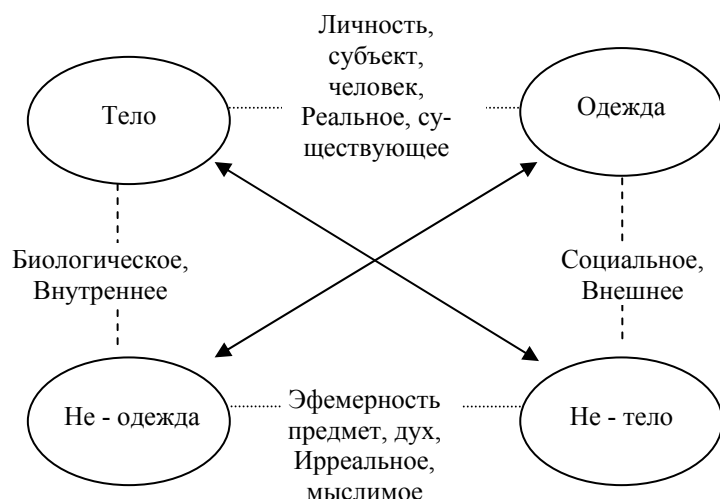 Личность,
субъект,
человек,
Реальное, су-
ществующее
Тело
Одежда
Биологическое,
Внутреннее
Социальное,
Внешнее
Не - одежда
Эфемерность
предмет, дух,
Ирреальное,
мыслимое
Не - тело